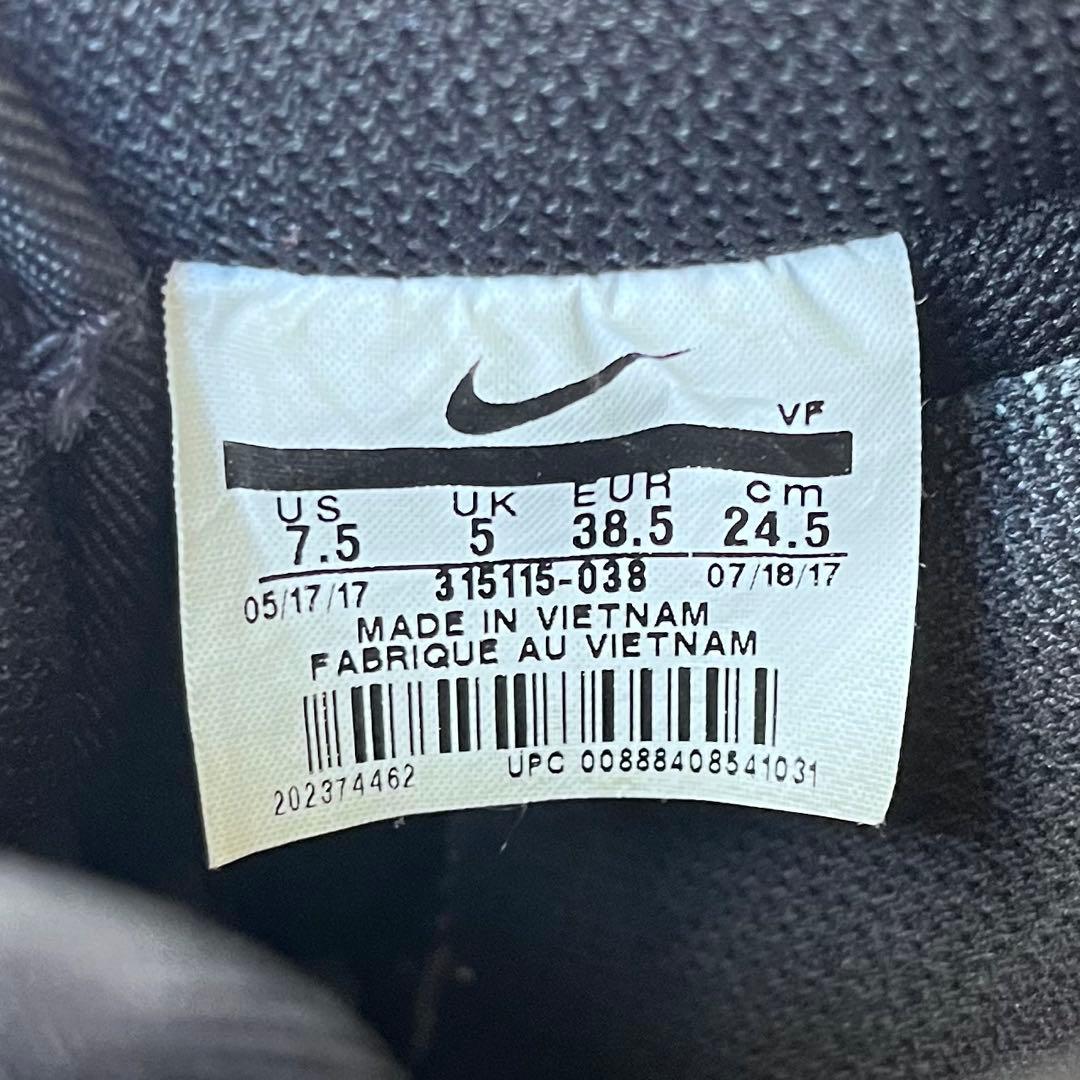 VF
US UK EUR cm
7.5 5 38.5 24.5
05/17/17 315115-038 07/18/17
MADE IN VIETNAM
FABRIQUE AU VIETNAM
202374462 UPC 00888408541031